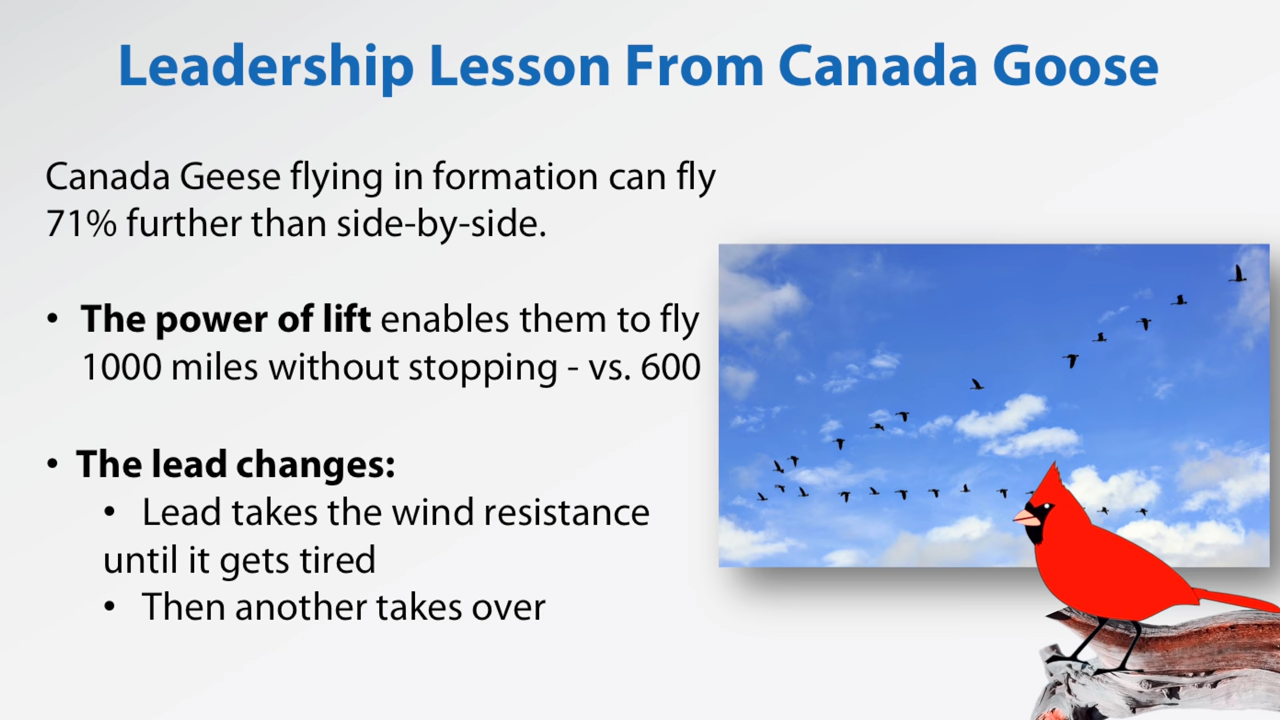 Leadership Lesson From Canada Goose
Canada Geese flying in formation can fly
71% further than side-by-side.
• The power of lift enables them to fly
1000 miles without stopping - vs. 600
• The lead changes:
• Lead takes the wind resistance
until it gets tired
• Then another takes over